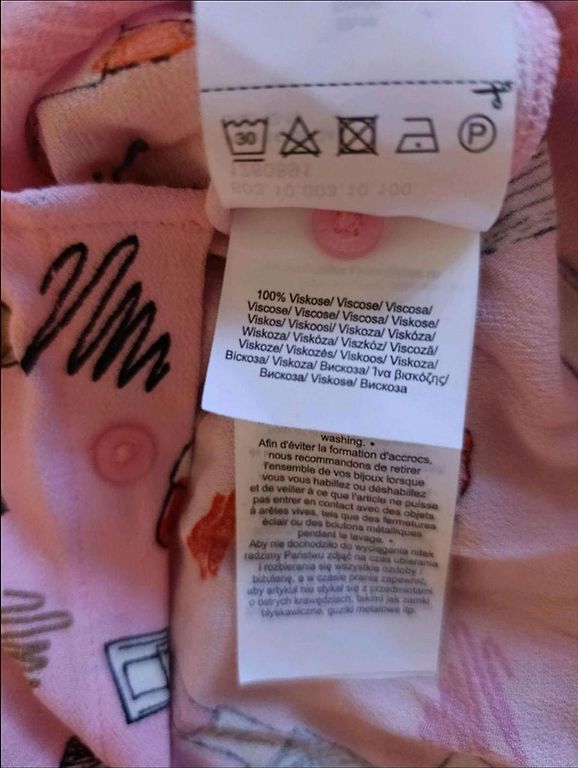 30
P
100% Viskose/ Viscose/ Viscosa/
Viscose/ Viscose/ Viscosa/ Viskose/
Viskos/ Viskoosi/ Viskoza/ Viskóza/
Wiskoza/ Viskóza/ Viszkóz/ Viscoză/
Viskoze/ Viskozės/ Viskoos/ Viskoza/
Віскоза/ Viskoza/ Вискоза/ Ίνα βισκόζης/
Вискоза/ Viskose/ Вискоза
washing. •
Afin d'éviter la formation d'accrocs,
nous recommandons de retirer
l'ensemble de vos bijoux lorsque
vous vous habillez ou déshabillez
et de veiller à ce que l'article ne puisse
pas entrer en contact avec des objets
à arêtes vives, tels que des fermetures
éclair ou des boutons métalliques
pendant le lavage. •
Aby nie dochodziło do wyciągania nitek
radzimy Państwu zdjąć na czas ubierania
i rozbierania się wszystkie ozdoby /
biżuterię, a w czasie prania zapewnić,
aby artykuł nie stykał się z przedmiotami
o ostrych krawędziach, takimi jak zamki
błyskawiczne, guziki metalowe itp.